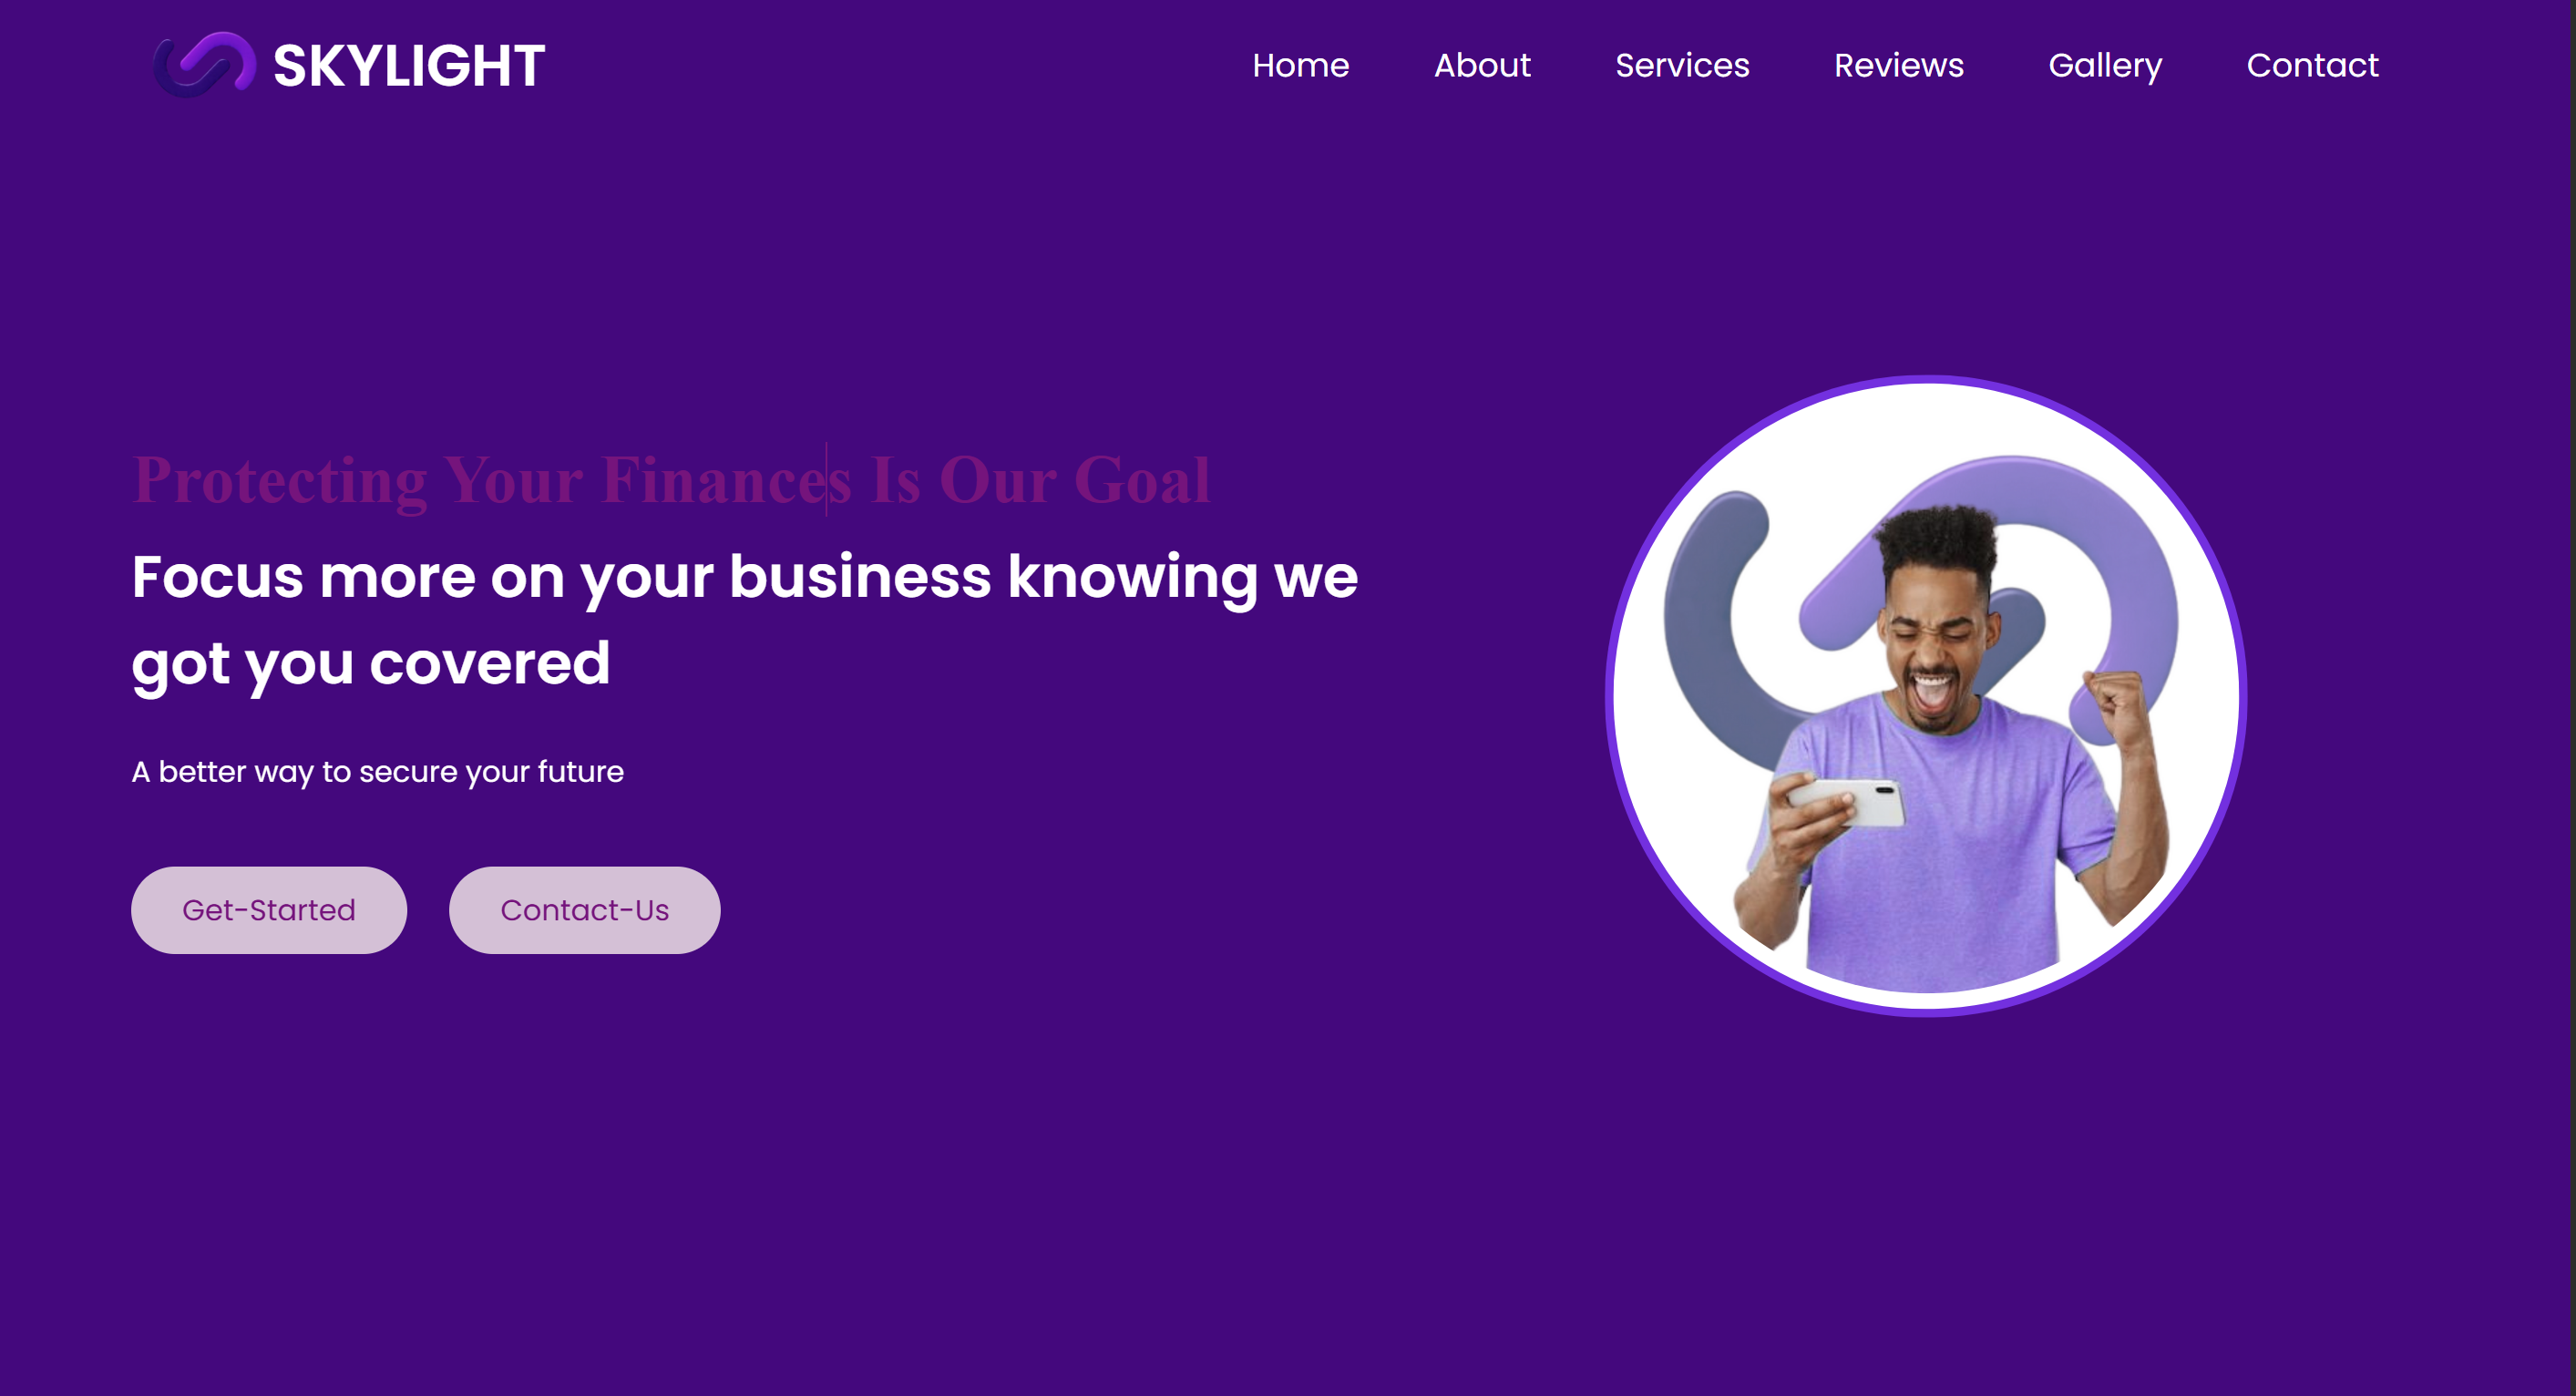 SKYLIGHT
Home About Services Reviews Gallery Contact
Protecting Your Finances Is Our Goal
Focus more on your business knowing we
got you covered
A better way to secure your future
Get-Started Contact-Us